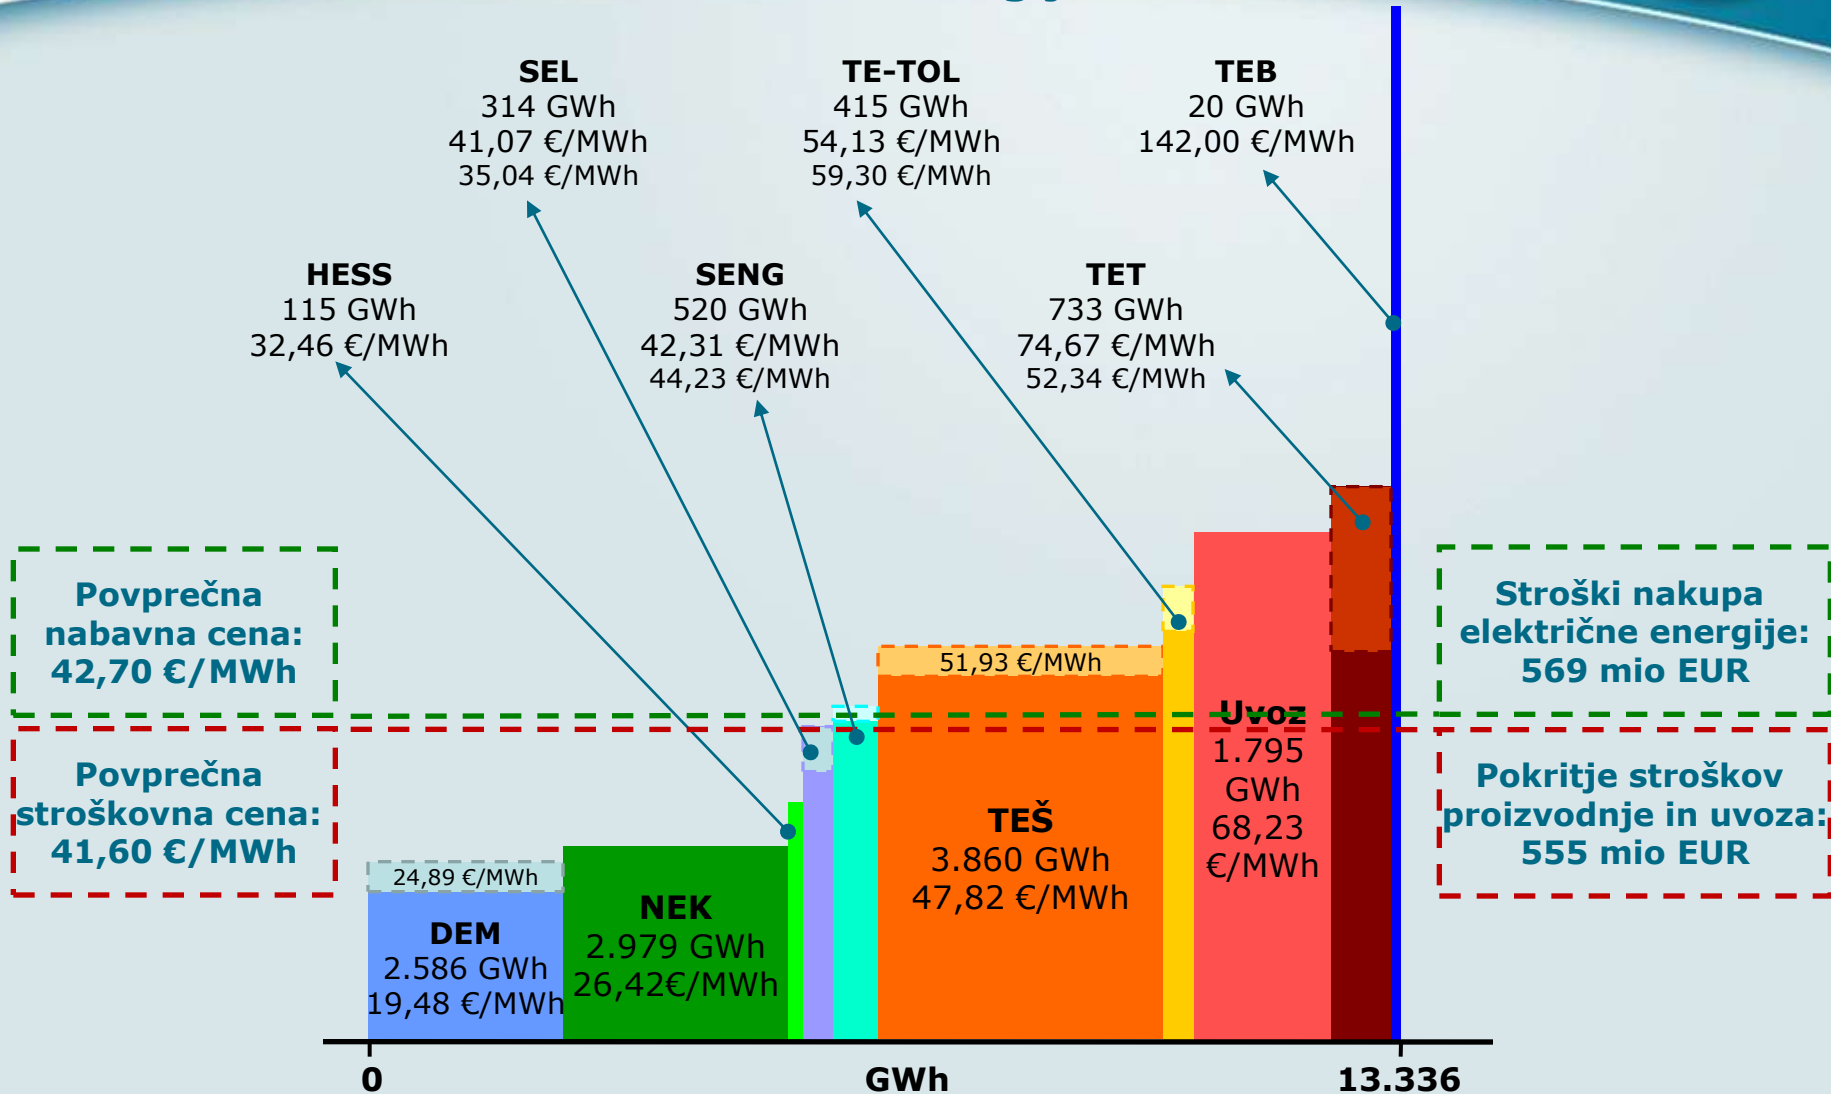 SEL
314 GWh
41,07 €/MWh
35,04 €/MWh
TE-TOL
415 GWh
54,13 €/MWh
59,30 €/MWh
TEB
20 GWh
142,00 €/MWh
HESS
115 GWh
32,46 €/MWh
SENG
520 GWh
42,31 €/MWh
44,23 €/MWh
TET
733 GWh
74,67 €/MWh
52,34 €/MWh
Povprečna
nabavna cena:
42,70 €/MWh
Stroški nakupa
električne energije:
569 mio EUR
Povprečna
stroškovna cena:
41,60 €/MWh
Pokritje stroškov
proizvodnje in uvoza:
555 mio EUR
24,89 €/MWh
DEM
2.586 GWh
19,48 €/MWh
NEK
2.979 GWh
26,42€/MWh
51,93 €/MWh
TEŠ
3.860 GWh
47,82 €/MWh
Uvoz
1.795
GWh
68,23
€/MWh
0
GWh
13.336